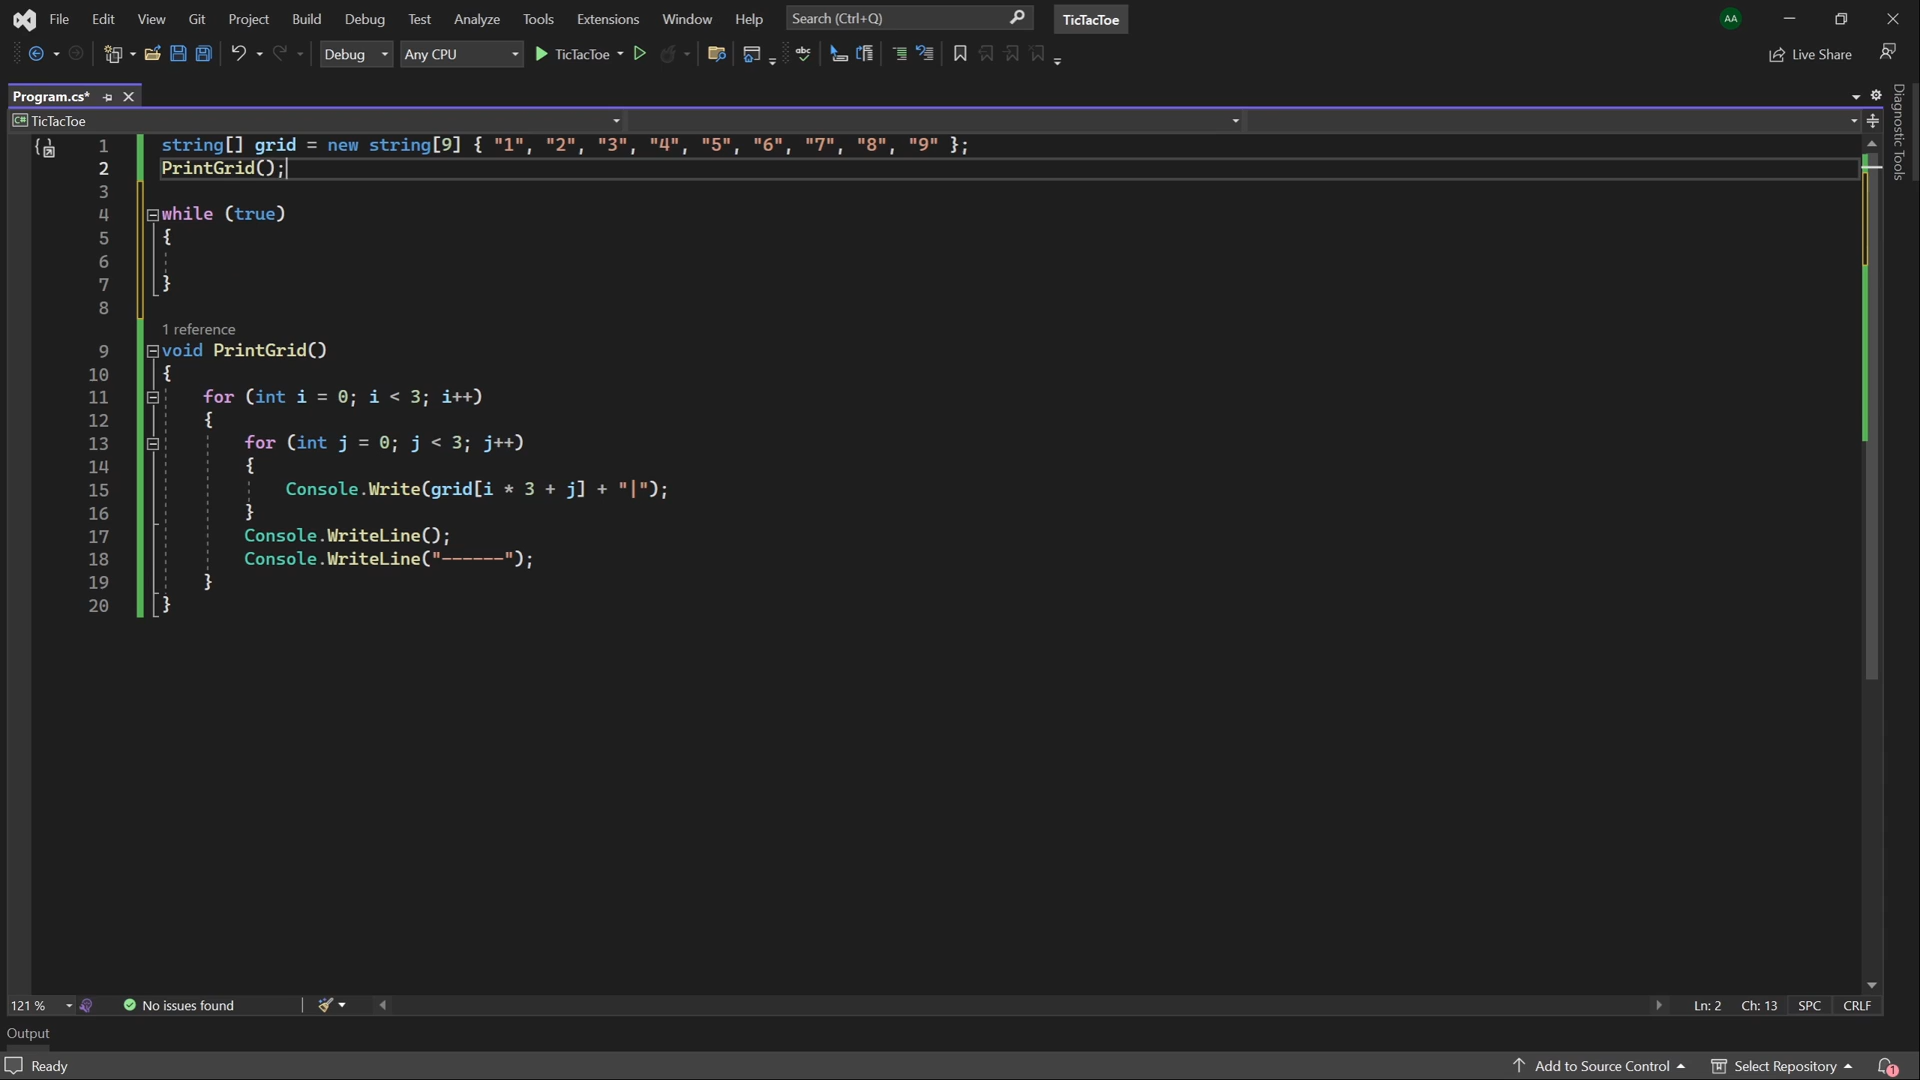 File Edit View Git Project Build Debug Test Analyze Tools Extensions Window Help Search (Ctrl+Q) TicTacToe AA
Debug Any CPU TicTacToe abc Live Share
Program.cs*
C# TicTacToe
Diagnostic Tools
1 string[] grid = new string[9] { "1", "2", "3", "4", "5", "6", "7", "8", "9" };
2 PrintGrid();
3
4 while (true)
5 {
6
7 }
8
1 reference
9 void PrintGrid()
10 {
11 for (int i = 0; i < 3; i++)
12 {
13 for (int j = 0; j < 3; j++)
14 {
15 Console.Write(grid[i * 3 + j] + "|");
16 }
17 Console.WriteLine();
18 Console.WriteLine("------");
19 }
20 }
121 % No issues found Ln: 2 Ch: 13 SPC CRLF
Output
Ready Add to Source Control Select Repository 1